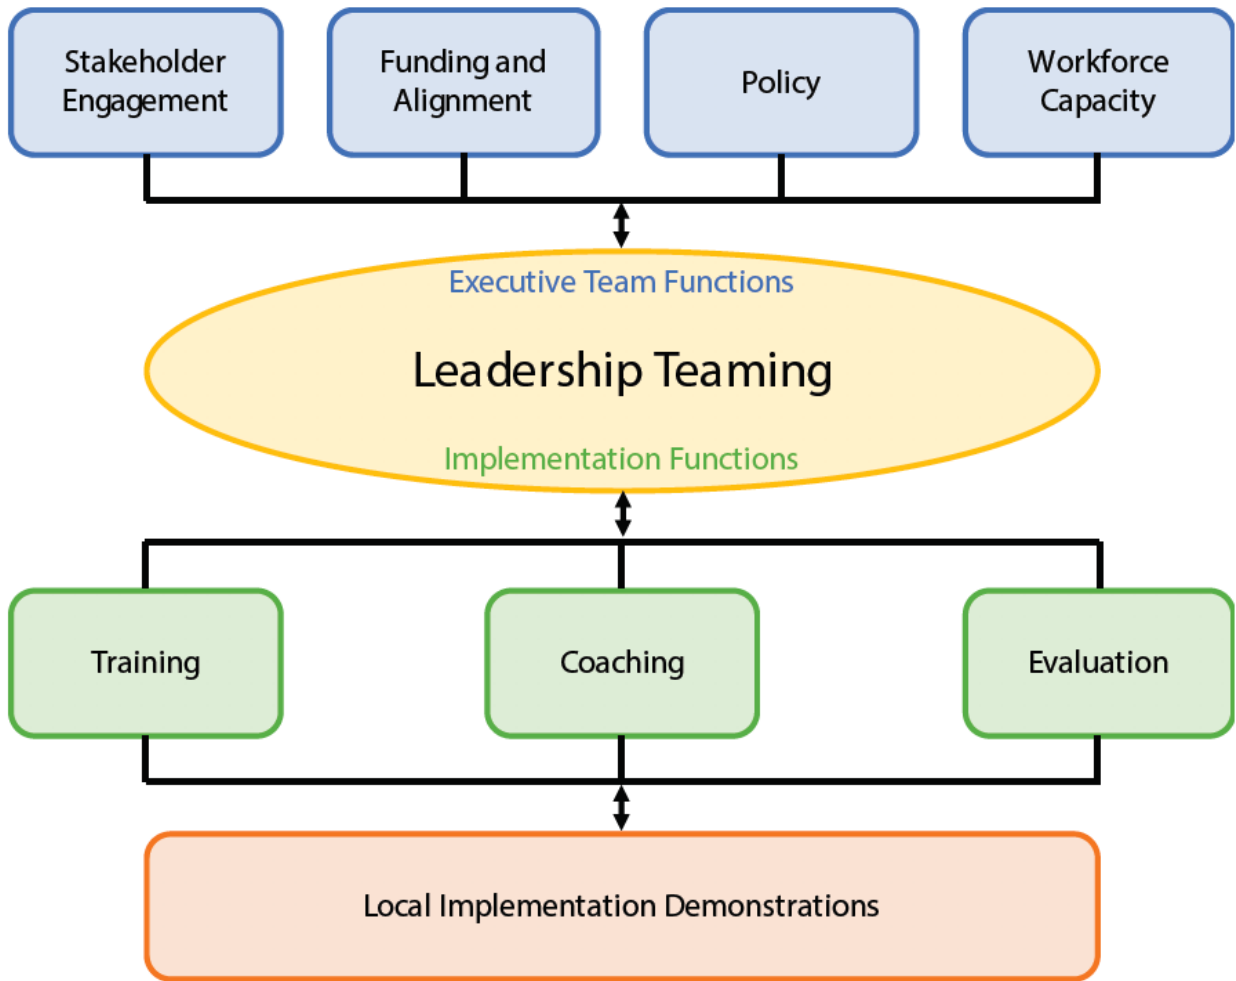 Stakeholder
Engagement
Funding and
Alignment
Policy
Workforce
Capacity
Executive Team Functions
Leadership Teaming
Implementation Functions
Training
Coaching
Evaluation
Local Implementation Demonstrations